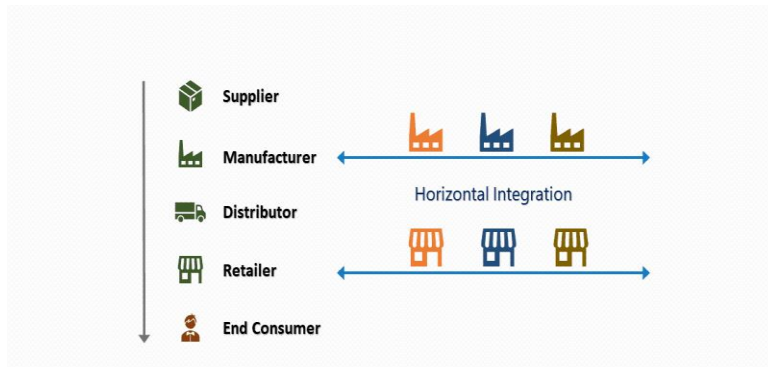 Supplier
Manufacturer
Distributor
Horizontal Integration
Retailer
End Consumer